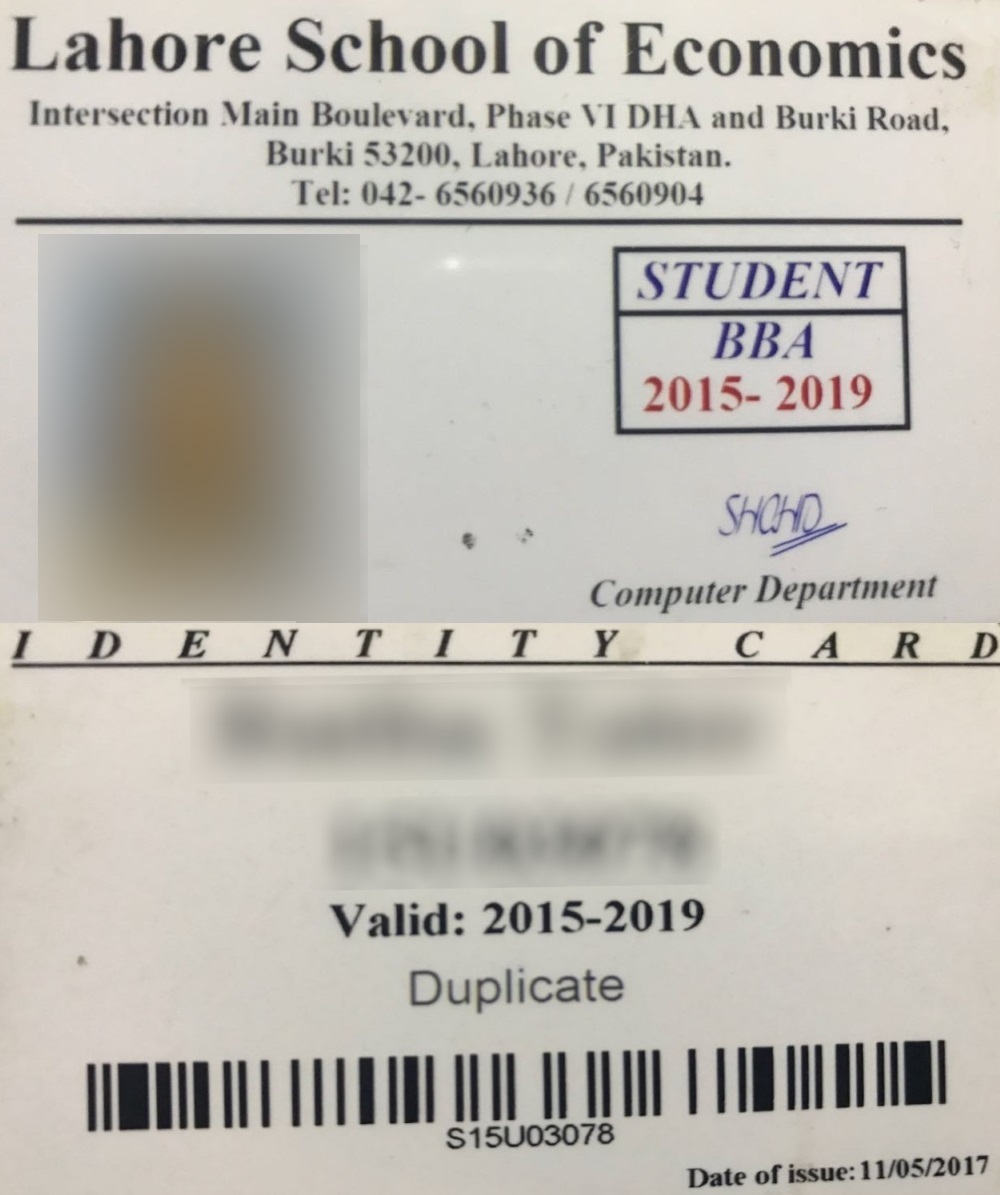 Lahore School of Economics
Intersection Main Boulevard, Phase VI DHA and Burki Road,
Burki 53200, Lahore, Pakistan.
Tel: 042- 6560936 / 6560904
STUDENT
BBA
2015- 2019
Computer Department
IDENTITY CARD
Valid: 2015-2019
Duplicate
S15U03078
Date of issue:11/05/2017